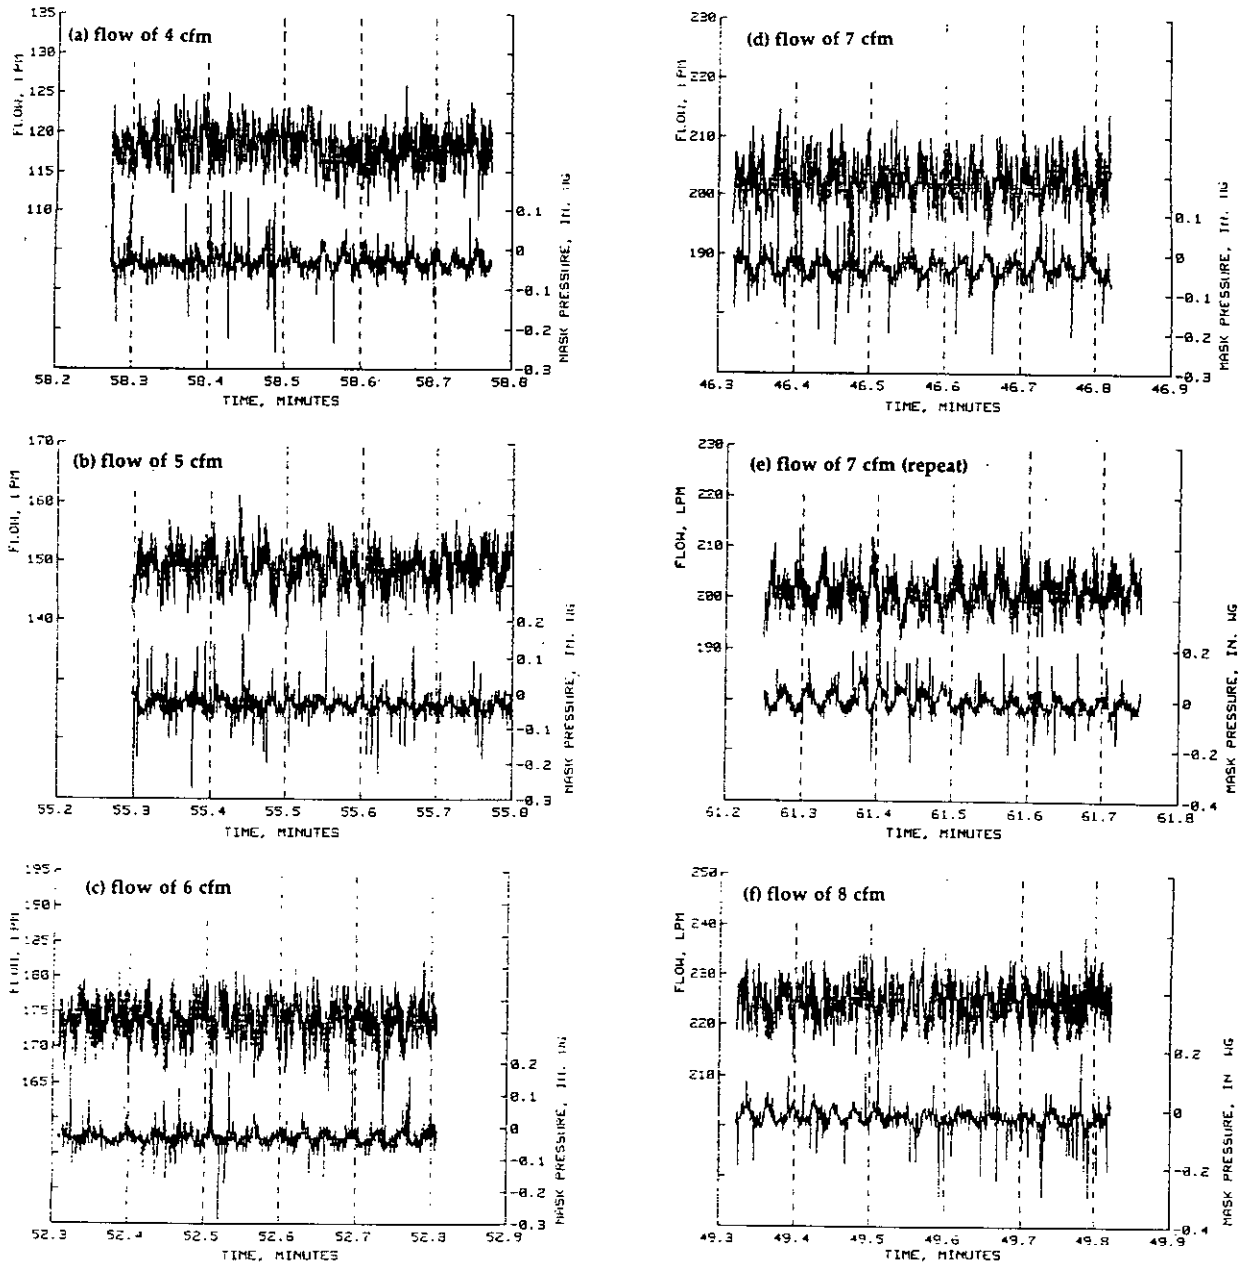 (a) flow of 4 cfm
FLOW, LPM
135
130
125
120
115
110
0.1
0
-0.1
-0.2
-0.3
MASK PRESSURE, IN.
58.2 58.3 58.4 58.5 58.6 58.7 58.8
TIME, MINUTES
(d) flow of 7 cfm
FLOW, LPM
230
220
210
200
190
0.1
0
-0.1
-0.2
-0.3
MASK PRESSURE, IN. WG
46.3 46.4 46.5 46.6 46.7 46.8 46.9
TIME, MINUTES
(b) flow of 5 cfm
FLOW, LPM
170
160
150
140
0.2
0.1
0
-0.1
-0.2
-0.3
MASK PRESSURE, IN. WG
55.2 55.3 55.4 55.5 55.6 55.7 55.8
TIME, MINUTES
(e) flow of 7 cfm (repeat)
FLOW, LPM
230
220
210
200
190
0.2
0
-0.2
-0.4
MASK PRESSURE, IN. WG
61.2 61.3 61.4 61.5 61.6 61.7 61.8
TIME, MINUTES
(c) flow of 6 cfm
FLOW, LPM
195
190
185
180
175
170
165
0.2
0.1
0
-0.1
-0.2
-0.3
MASK PRESSURE, IN. WG
52.3 52.4 52.5 52.6 52.7 52.8 52.9
TIME, MINUTES
(f) flow of 8 cfm
FLOW, LPM
250
240
230
220
210
0.2
0
-0.2
-0.4
MASK PRESSURE, IN WG
49.3 49.4 49.5 49.6 49.7 49.8 49.9
TIME, MINUTES